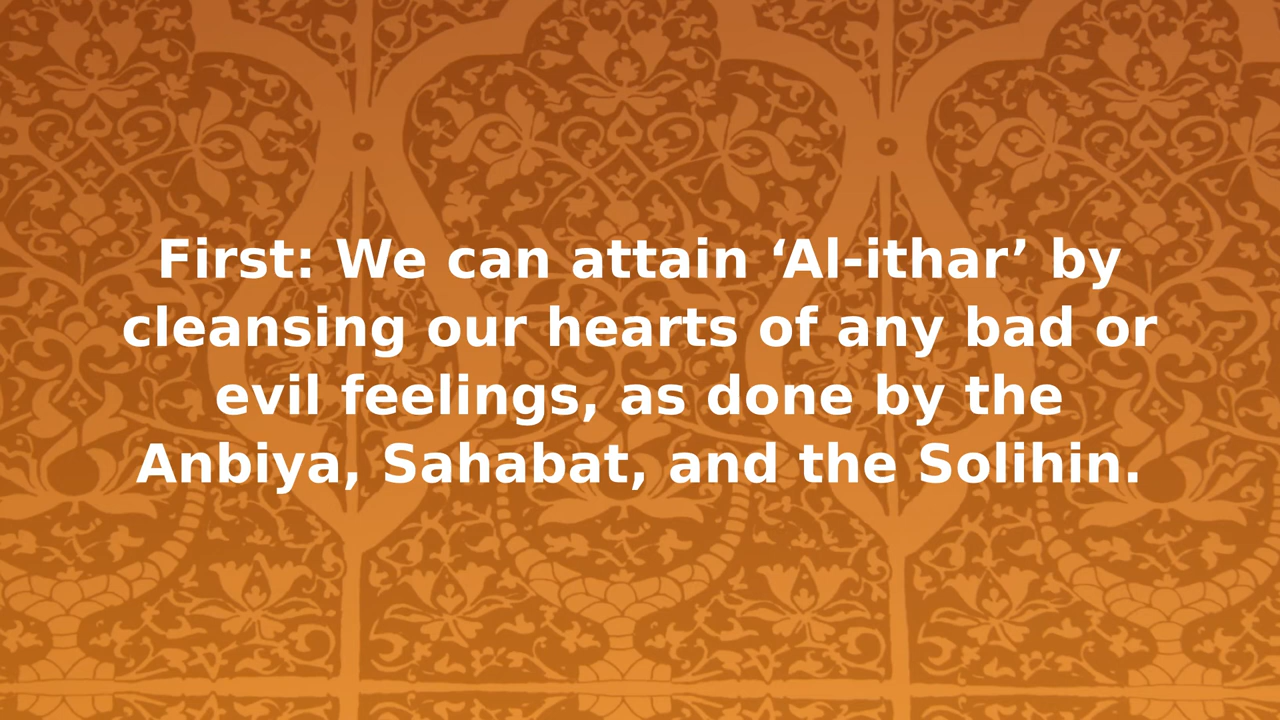 First: We can attain ‘Al-ithar’ by
cleansing our hearts of any bad or
evil feelings, as done by the
Anbiya, Sahabat, and the Solihin.